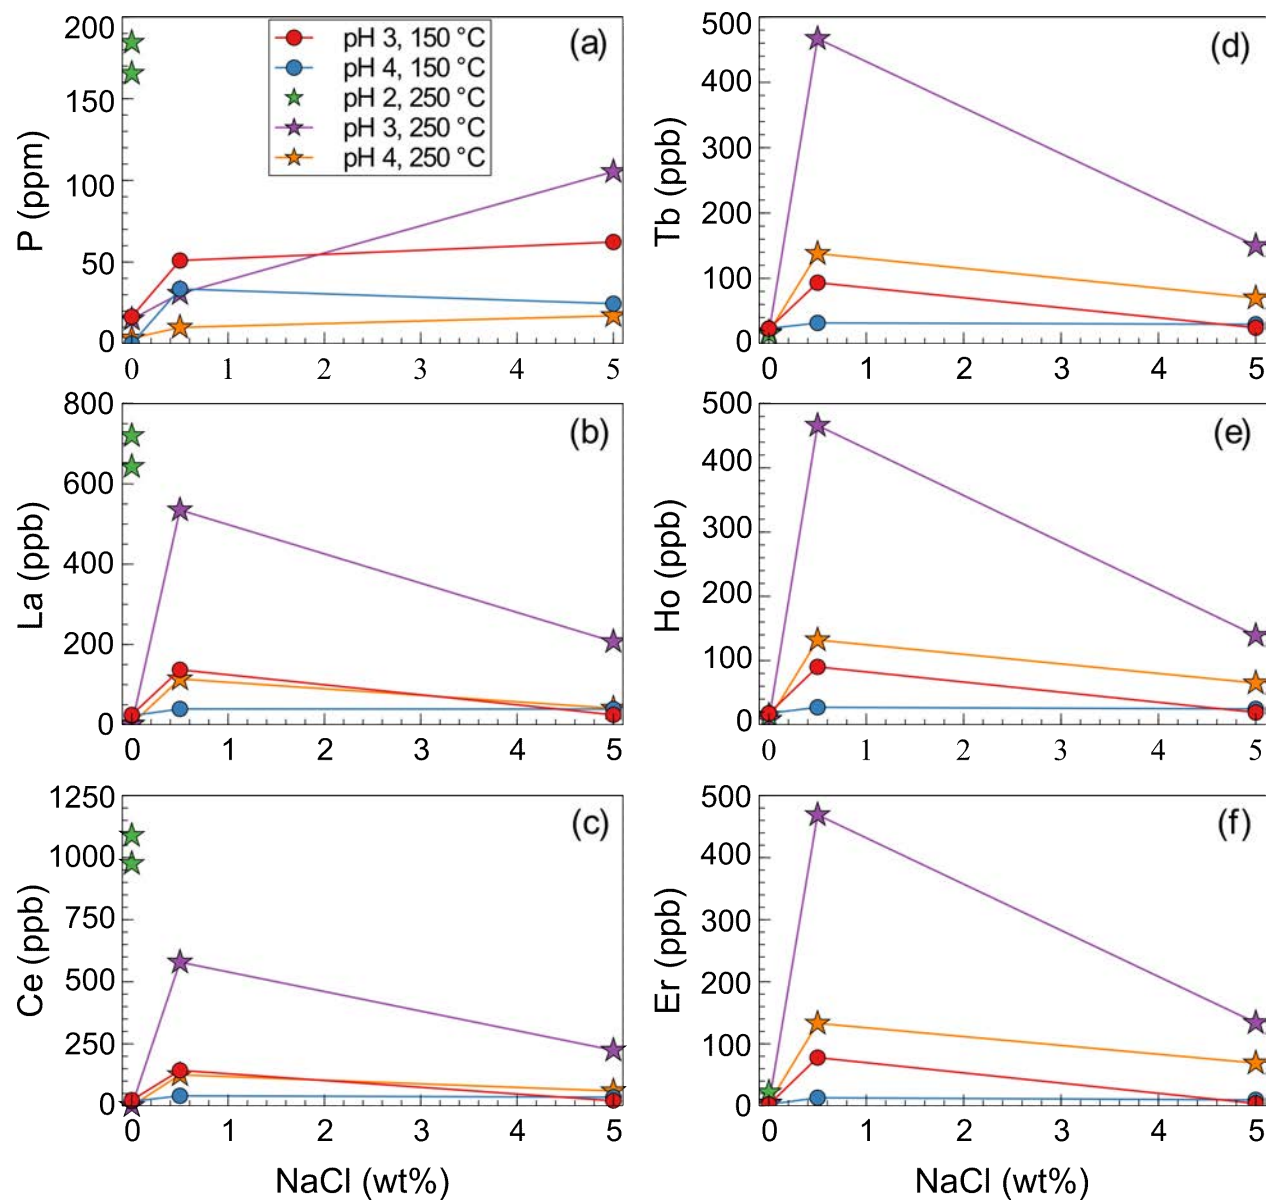 200
150
100
50
0
P (ppm)
pH 3, 150 °C
pH 4, 150 °C
pH 2, 250 °C
pH 3, 250 °C
pH 4, 250 °C
(a)
0 1 2 3 4 5
500
400
300
200
100
0
Tb (ppb)
(d)
0 1 2 3 4 5
800
600
400
200
0
La (ppb)
(b)
0 1 2 3 4 5
500
400
300
200
100
0
Ho (ppb)
(e)
0 1 2 3 4 5
1250
1000
750
500
250
0
Ce (ppb)
(c)
0 1 2 3 4 5
NaCl (wt%)
500
400
300
200
100
0
Er (ppb)
(f)
0 1 2 3 4 5
NaCl (wt%)